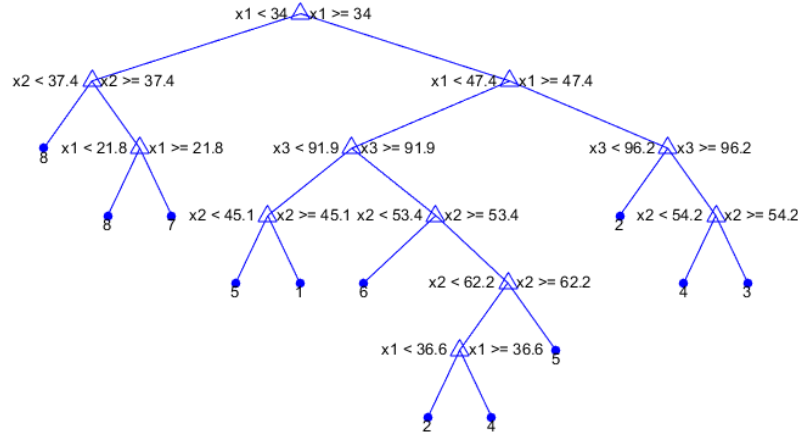 x1 < 34 x1 >= 34
x2 < 37.4 x2 >= 37.4 x1 < 47.4 x1 >= 47.4
8 x1 < 21.8 x1 >= 21.8 x3 < 91.9 x3 >= 91.9 x3 < 96.2 x3 >= 96.2
8 7 x2 < 45.1 x2 >= 45.1 x2 < 53.4 x2 >= 53.4 2 x2 < 54.2 x2 >= 54.2
5 1 6 x2 < 62.2 x2 >= 62.2 4 3
x1 < 36.6 x1 >= 36.6 5
2 4